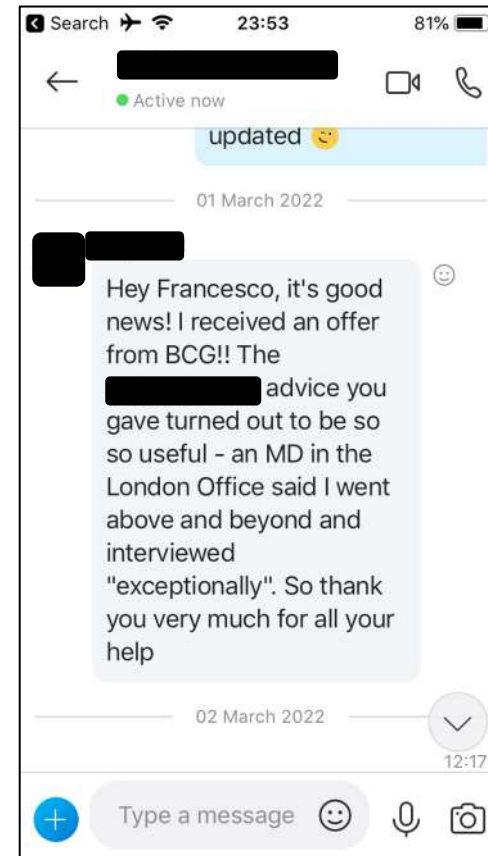 Search 23:53 81%
Active now
updated
01 March 2022
Hey Francesco, it's good
news! I received an offer
from BCG!! The
advice you
gave turned out to be so
so useful - an MD in the
London Office said I went
above and beyond and
interviewed
"exceptionally". So thank
you very much for all your
help
02 March 2022
12:17
Type a message